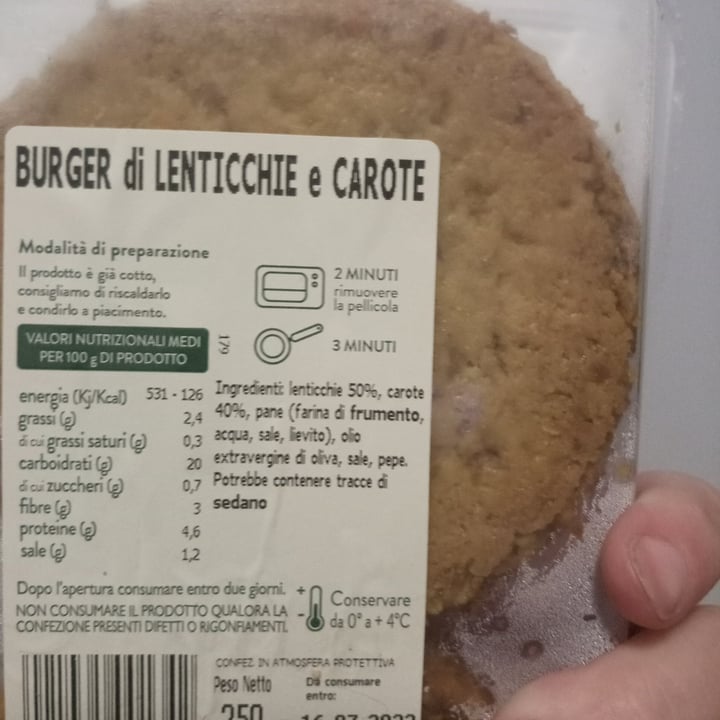 BURGER di LENTICCHIE e CAROTE
Modalità di preparazione
Il prodotto è già cotto,
consigliamo di riscaldarlo
e condirlo a piacimento.
2 MINUTI
rimuovere
la pellicola
3 MINUTI
VALORI NUTRIZIONALI MEDI
PER 100 g DI PRODOTTO
179
energia (Kj/Kcal) 531 - 126
grassi (g) 2,4
di cui grassi saturi (g) 0,3
carboidrati (g) 20
di cui zuccheri (g) 0,7
fibre (g) 3
proteine (g) 4,6
sale (g) 1,2
Ingredienti: lenticchie 50%, carote
40%, pane (farina di frumento,
acqua, sale, lievito), olio
extravergine di oliva, sale, pepe.
Potrebbe contenere tracce di
sedano
Dopo l'apertura consumare entro due giorni.
NON CONSUMARE IL PRODOTTO QUALORA LA
CONFEZIONE PRESENTI DIFETTI O RIGONFIAMENTI.
+
-
Conservare
da 0° a + 4°C
CONFEZ. IN ATMOSFERA PROTETTIVA
Peso Netto
250
Da consumare
entro:
16-07-2022